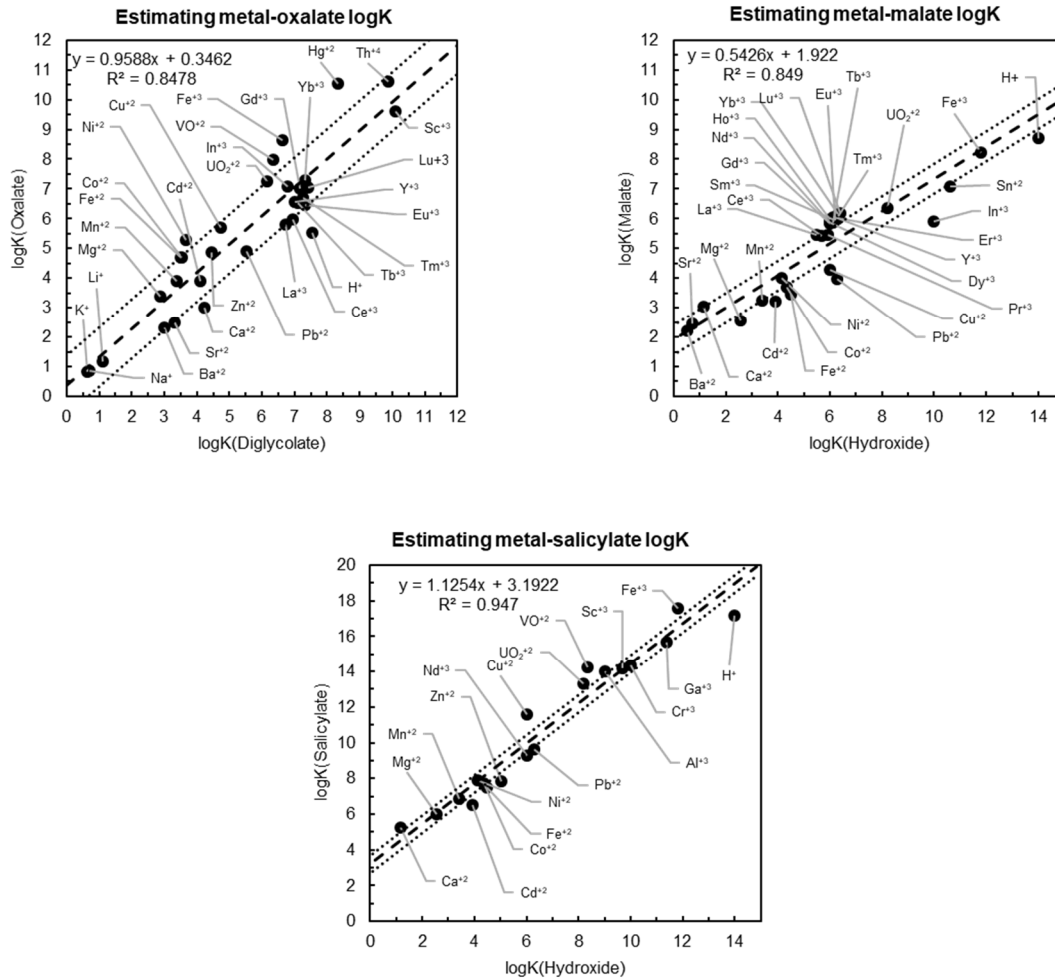 Estimating metal-oxalate logK
y = 0.9588x + 0.3462
R² = 0.8478
Hg⁺²
Th⁺⁴
Cu⁺²
Fe⁺³
Gd⁺³
Yb⁺³
Ni⁺²
VO⁺²
Sc⁺³
In⁺³
UO₂⁺²
Lu+3
Co⁺²
Cd⁺²
Fe⁺²
Y⁺³
Mn⁺²
Eu⁺³
Mg⁺²
Li⁺
Tm⁺³
Tb⁺³
K⁺
La⁺³
H⁺
Zn⁺²
Ce⁺³
Ca⁺²
Pb⁺²
Sr⁺²
Na⁺
Ba⁺²
12
11
10
9
8
7
6
5
4
3
2
1
0
0 1 2 3 4 5 6 7 8 9 10 11 12
logK(Oxalate)
logK(Diglycolate)
Estimating metal-malate logK
y = 0.5426x + 1.922
R² = 0.849
Tb⁺³
Eu⁺³
Lu⁺³
Yb⁺³
H+
Fe⁺³
UO₂⁺²
Ho⁺³
Nd⁺³
Tm⁺³
Gd⁺³
Sm⁺³
Sn⁺²
Ce⁺³
La⁺³
In⁺³
Er⁺³
Mg⁺²
Mn⁺²
Y⁺³
Sr⁺²
Dy⁺³
Pr⁺³
Cu⁺²
Ni⁺²
Pb⁺²
Co⁺²
Cd⁺²
Fe⁺²
Ca⁺²
Ba⁺²
12
11
10
9
8
7
6
5
4
3
2
1
0
0 2 4 6 8 10 12 14
logK(Malate)
logK(Hydroxide)
Estimating metal-salicylate logK
y = 1.1254x + 3.1922
R² = 0.947
Fe⁺³
Sc⁺³
VO⁺²
UO₂⁺²
Cu⁺²
Nd⁺³
Zn⁺²
H⁺
Ga⁺³
Cr⁺³
Mn⁺²
Al⁺³
Mg⁺²
Pb⁺²
Ni⁺²
Fe⁺²
Co⁺²
Ca⁺²
Cd⁺²
20
18
16
14
12
10
8
6
4
2
0
0 2 4 6 8 10 12 14
logK(Salicylate)
logK(Hydroxide)